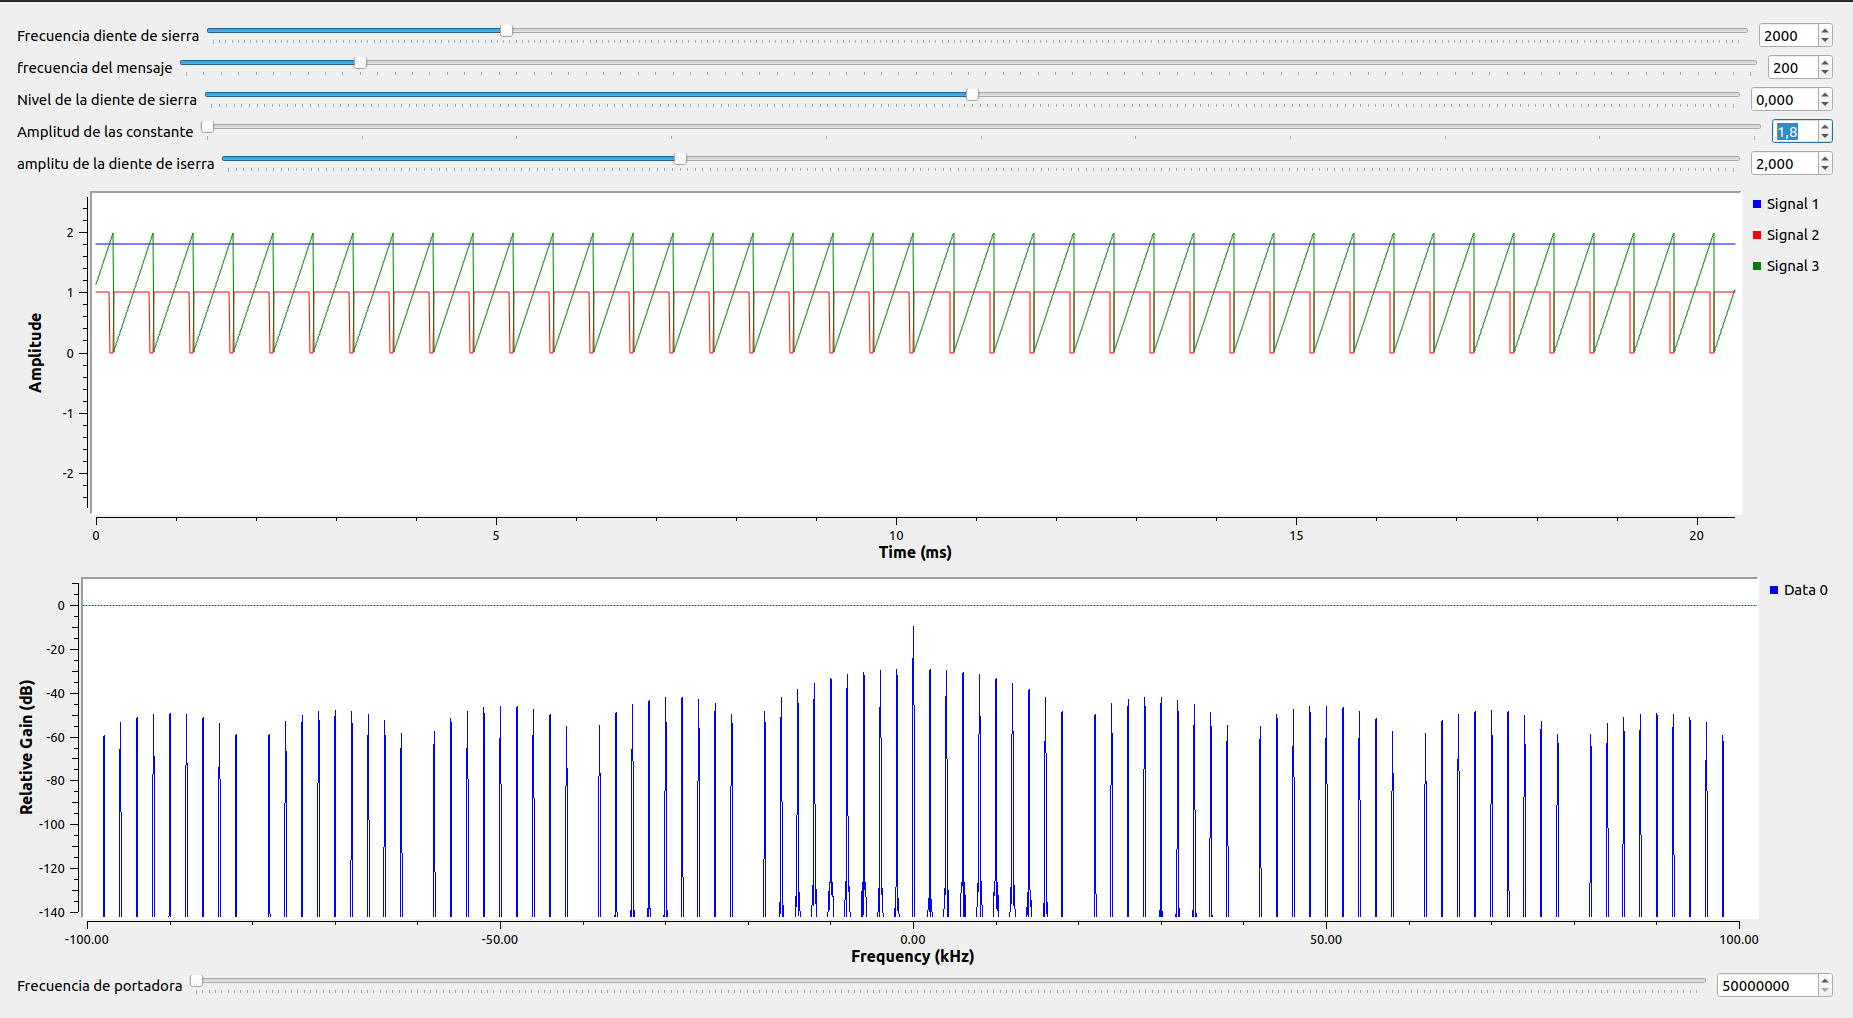 Frecuencia diente de sierra 2000
frecuencia del mensaje 200
Nivel de la diente de sierra 0,000
Amplitud de las constante 1,8
amplitu de la diente de iserra 2,000
Signal 1
Signal 2
Signal 3
Amplitude
2
1
0
-1
-2
0 5 10 15 20
Time (ms)
Data 0
Relative Gain (dB)
0
-20
-40
-60
-80
-100
-120
-140
-100.00 -50.00 0.00 50.00 100.00
Frequency (kHz)
Frecuencia de portadora 50000000